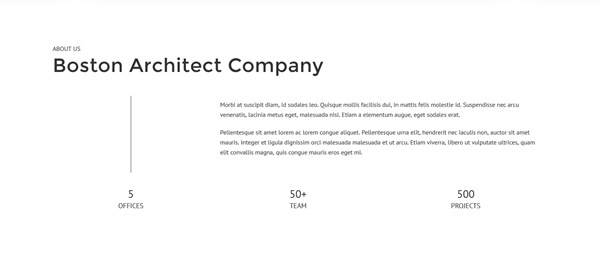 ABOUT US
Boston Architect Company
Morbi at suscipit diam, id sodales leo. Quisque mollis facilisis dui, in mattis felis molestie id. Suspendisse nec arcu
venenatis, lacinia metus eget, malesuada nisl. Etiam a elementum augue, eget sodales erat.
Pellentesque sit amet lorem ac lorem congue aliquet. Pellentesque urna elit, hendrerit nec iaculis non, auctor sit amet
mauris. Integer et ligula dignissim orci malesuada malesuada et ut arcu. Etiam viverra, libero ut vulputate ultrices, quam
elit convallis magna, quis congue mauris eros eget mi.
5
OFFICES
50+
TEAM
500
PROJECTS